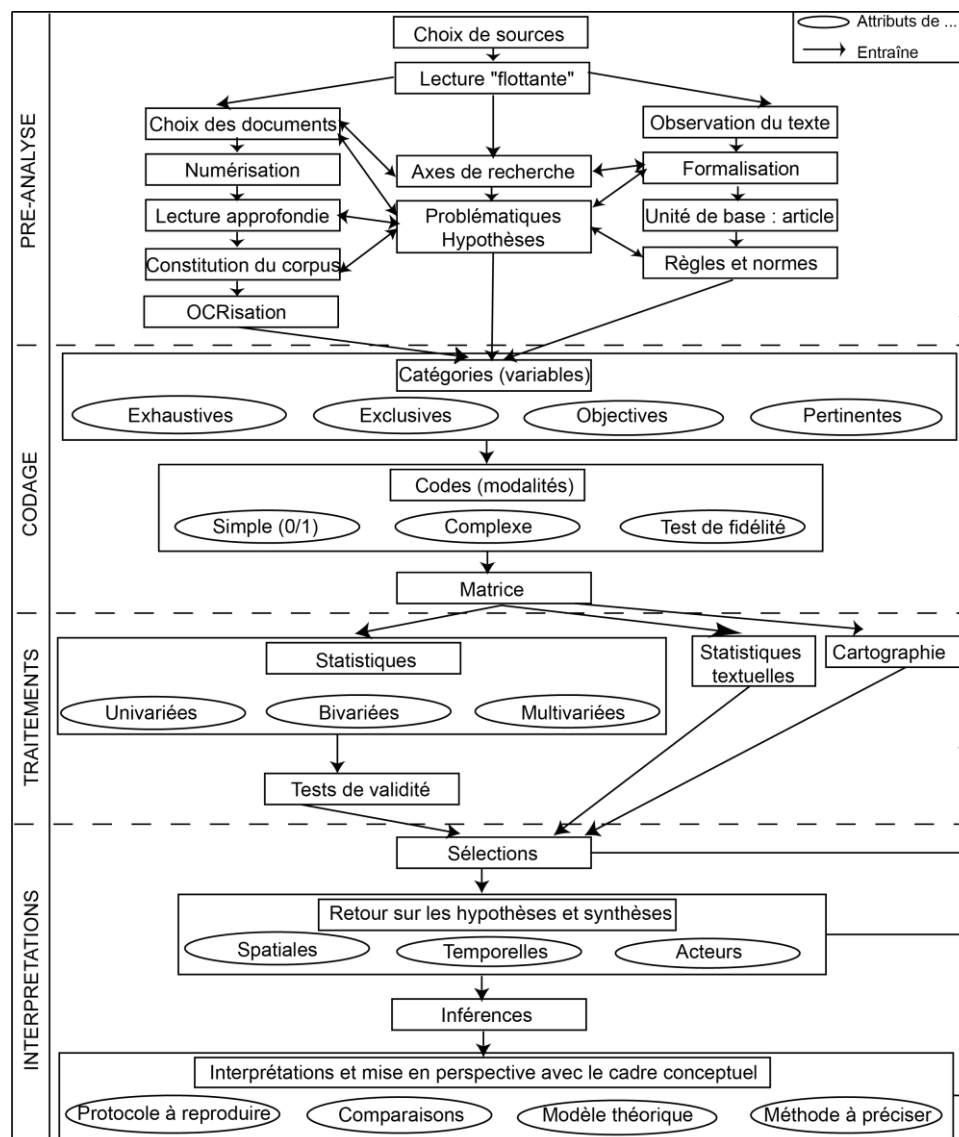 Choix de sources
Attributs de ...
Entraîne
Lecture "flottante"
PRE-ANALYSE
Choix des documents
Observation du texte
Numérisation
Axes de recherche
Formalisation
Lecture approfondie
Problématiques
Hypothèses
Unité de base : article
Constitution du corpus
Règles et normes
OCRisation
CODAGE
Catégories (variables)
Exhaustives
Exclusives
Objectives
Pertinentes
Codes (modalités)
Simple (0/1)
Complexe
Test de fidélité
Matrice
TRAITEMENTS
Statistiques
Statistiques
textuelles
Cartographie
Univariées
Bivariées
Multivariées
Tests de validité
INTERPRETATIONS
Sélections
Retour sur les hypothèses et synthèses
Spatiales
Temporelles
Acteurs
Inférences
Interprétations et mise en perspective avec le cadre conceptuel
Protocole à reproduire
Comparaisons
Modèle théorique
Méthode à préciser